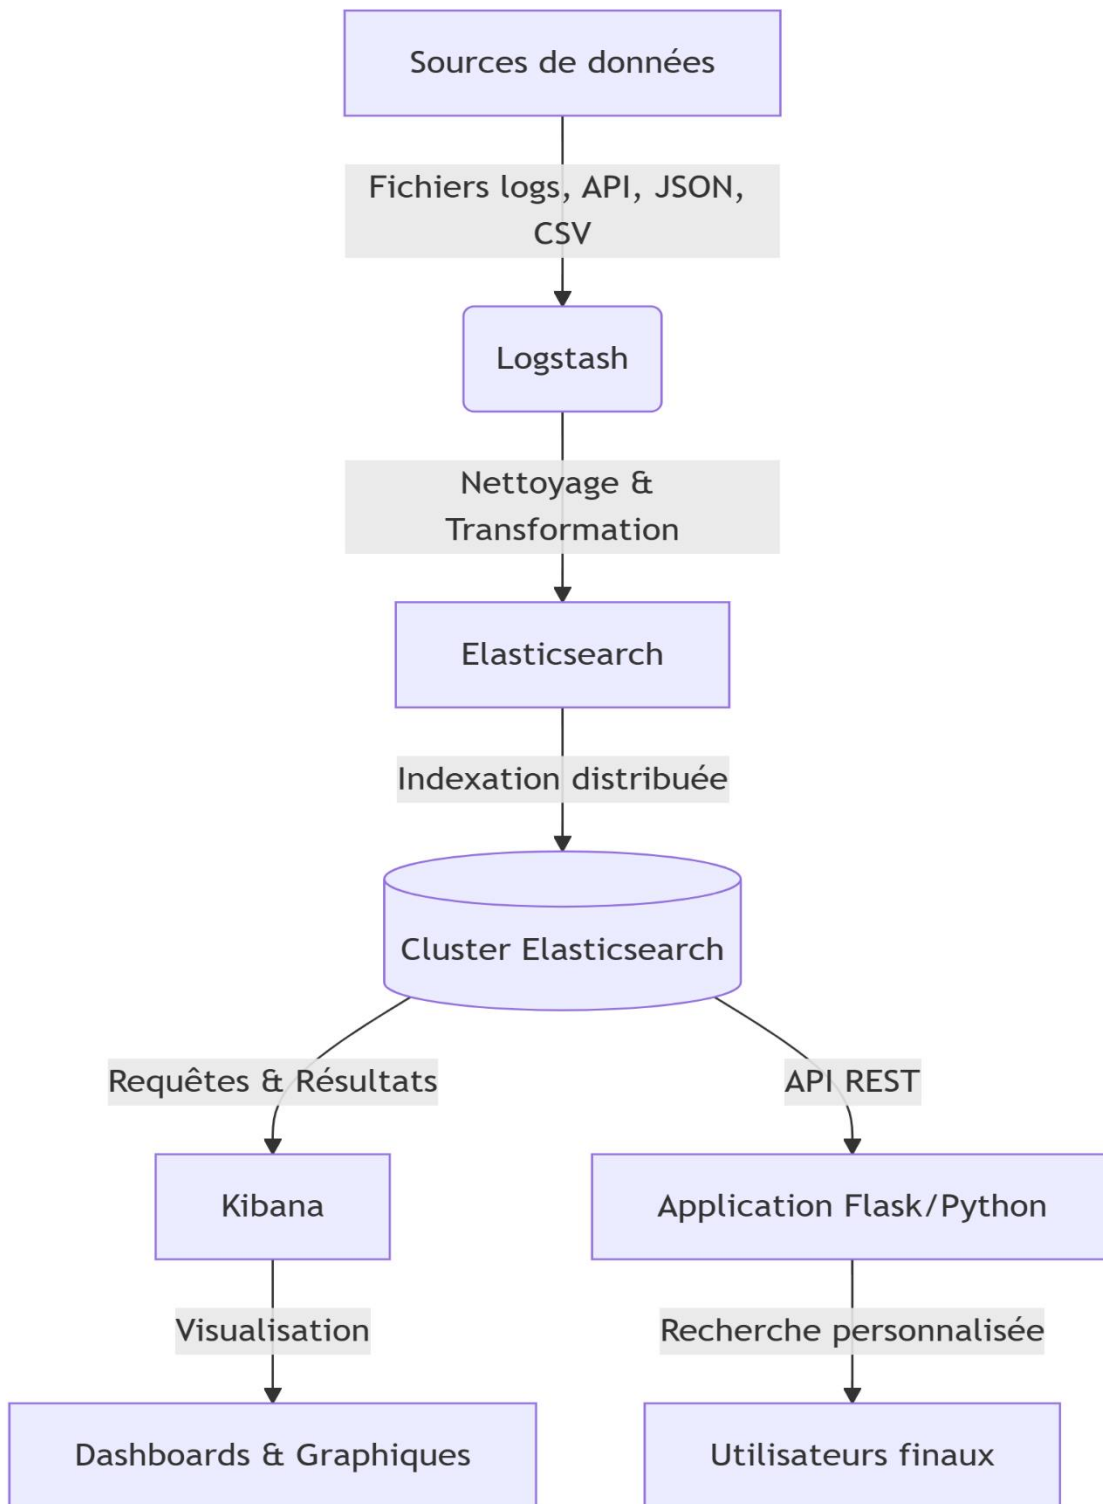 Sources de données
Fichiers logs, API, JSON,
CSV
Logstash
Nettoyage &
Transformation
Elasticsearch
Indexation distribuée
Cluster Elasticsearch
Requêtes & Résultats
API REST
Kibana
Application Flask/Python
Visualisation
Recherche personnalisée
Dashboards & Graphiques
Utilisateurs finaux